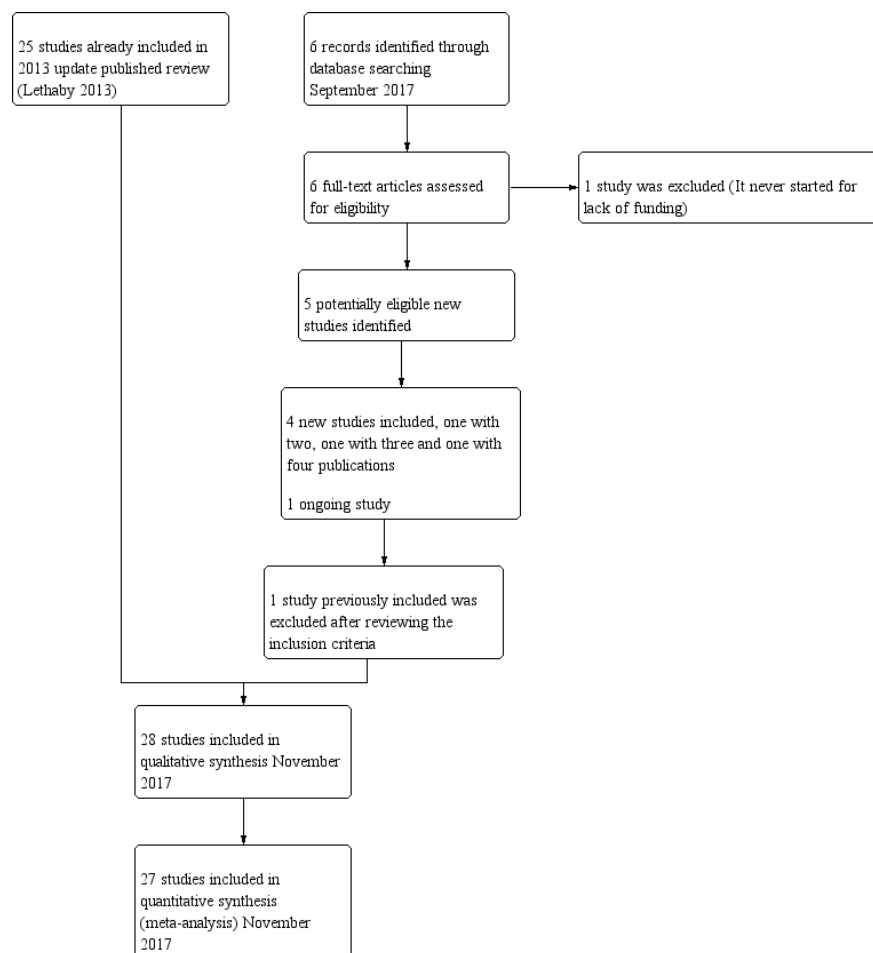 25 studies already included in
2013 update published review
(Lethaby 2013)
6 records identified through
database searching
September 2017
6 full-text articles assessed
for eligibility
1 study was excluded (It never started for
lack of funding)
5 potentially eligible new
studies identified
4 new studies included, one with
two, one with three and one with
four publications
1 ongoing study
1 study previously included was
excluded after reviewing the
inclusion criteria
28 studies included in
qualitative synthesis November
2017
27 studies included in
quantitative synthesis
(meta-analysis) November
2017